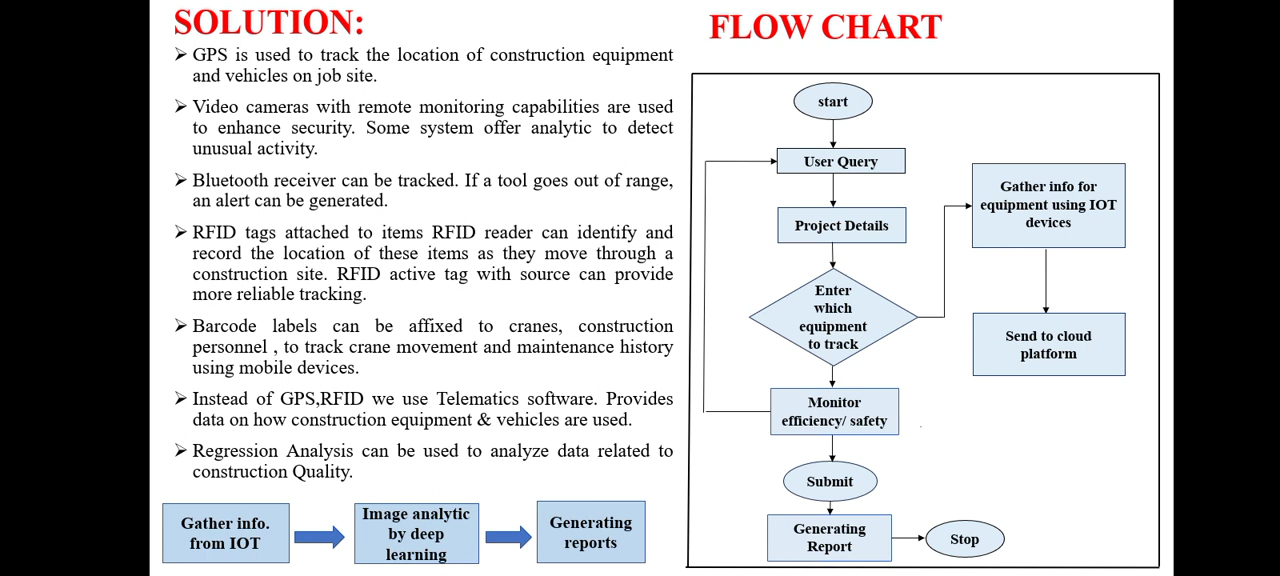 SOLUTION:
➢ GPS is used to track the location of construction equipment
and vehicles on job site.
➢ Video cameras with remote monitoring capabilities are used
to enhance security. Some system offer analytic to detect
unusual activity.
➢ Bluetooth receiver can be tracked. If a tool goes out of range,
an alert can be generated.
➢ RFID tags attached to items RFID reader can identify and
record the location of these items as they move through a
construction site. RFID active tag with source can provide
more reliable tracking.
➢ Barcode labels can be affixed to cranes, construction
personnel , to track crane movement and maintenance history
using mobile devices.
➢ Instead of GPS,RFID we use Telematics software. Provides
data on how construction equipment & vehicles are used.
➢ Regression Analysis can be used to analyze data related to
construction Quality.
Gather info.
from IOT
Image analytic
by deep
learning
Generating
reports
FLOW CHART
start
User Query
Project Details
Enter
which
equipment
to track
Gather info for
equipment using IOT
devices
Send to cloud
platform
Monitor
efficiency/ safety
Submit
Generating
Report
Stop